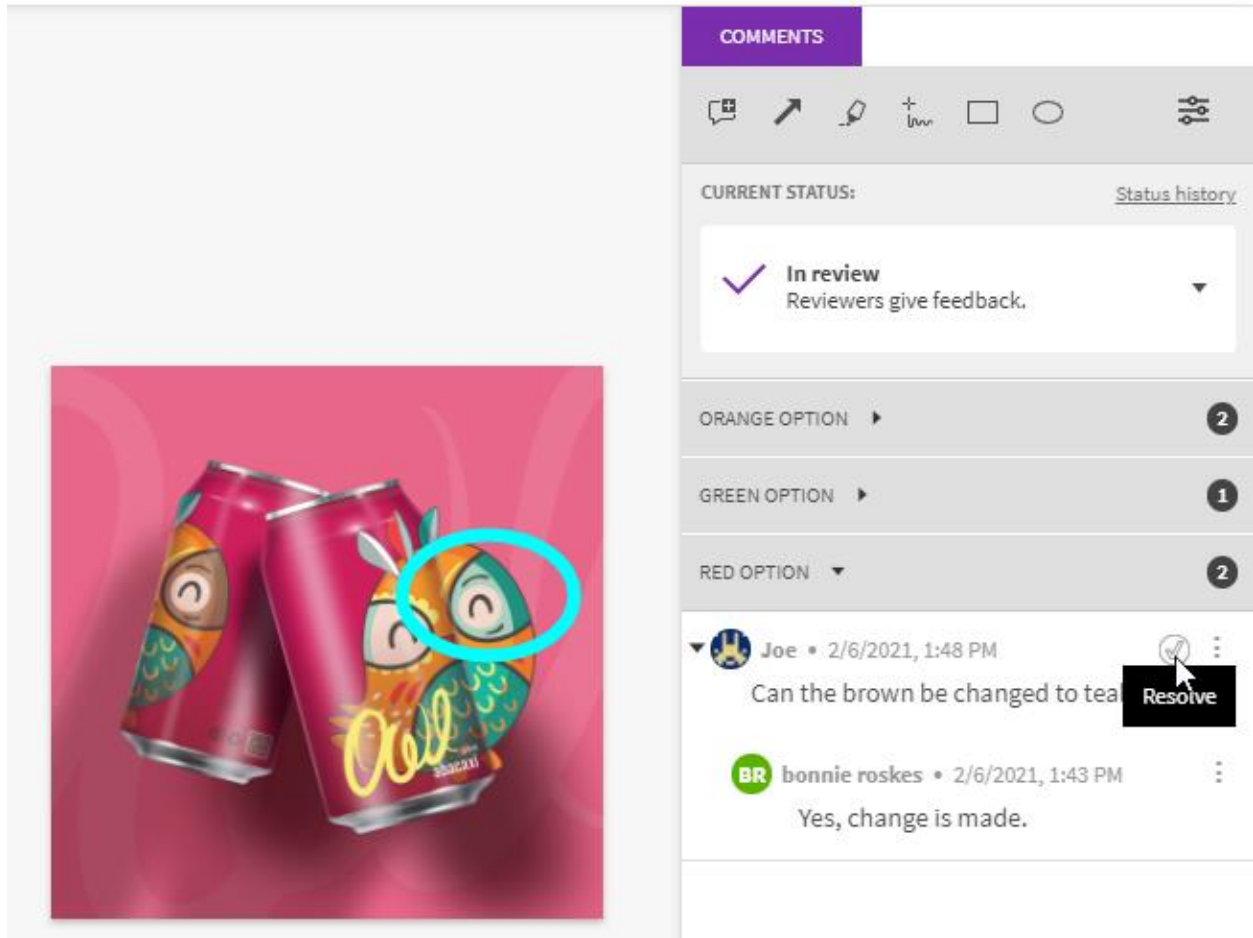 COMMENTS
CURRENT STATUS:
Status history
In review
Reviewers give feedback.
ORANGE OPTION
2
GREEN OPTION
1
RED OPTION
2
Joe • 2/6/2021, 1:48 PM
Can the brown be changed to teal
Resolve
BR bonnie roskes • 2/6/2021, 1:43 PM
Yes, change is made.
abacaxi